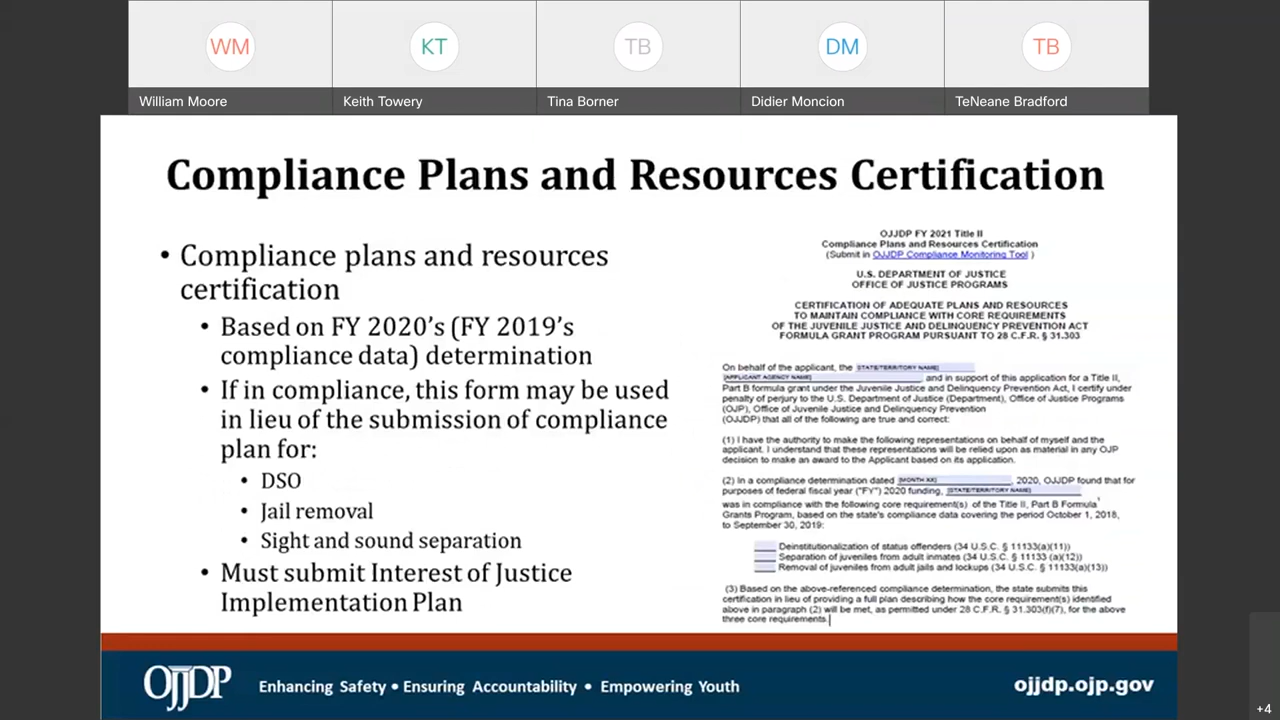 WM
KT
TB
DM
TB
William Moore
Keith Towery
Tina Borner
Didier Moncion
TeNeane Bradford
Compliance Plans and Resources Certification
• Compliance plans and resources
certification
• Based on FY 2020's (FY 2019's
compliance data) determination
• If in compliance, this form may be used
in lieu of the submission of compliance
plan for:
• DSO
• Jail removal
• Sight and sound separation
• Must submit Interest of Justice
Implementation Plan
OJJDP FY 2021 Title II
Compliance Plans and Resources Certification
(Submit in OJJDP Compliance Monitoring Tool )
U.S. DEPARTMENT OF JUSTICE
OFFICE OF JUSTICE PROGRAMS
CERTIFICATION OF ADEQUATE PLANS AND RESOURCES
TO MAINTAIN COMPLIANCE WITH CORE REQUIREMENTS
OF THE JUVENILE JUSTICE AND DELINQUENCY PREVENTION ACT
FORMULA GRANT PROGRAM PURSUANT TO 28 C.F.R. § 31.303
On behalf of the applicant, the [STATE/TERRITORY NAME]
[APPLICANT AGENCY NAME] , and in support of this application for a Title II,
Part B formula grant under the Juvenile Justice and Delinquency Prevention Act, I certify under
penalty of perjury to the U.S. Department of Justice (Department), Office of Justice Programs
(OJP), Office of Juvenile Justice and Delinquency Prevention
(OJJDP) that all of the following are true and correct:
(1) I have the authority to make the following representations on behalf of myself and the
applicant. I understand that these representations will be relied upon as material in any OJP
decision to make an award to the Applicant based on its application.
(2) In a compliance determination dated [MONTH XX] , 2020, OJJDP found that for
purposes of federal fiscal year ("FY") 2020 funding, [STATE/TERRITORY NAME]
was in compliance with the following core requirement(s) of the Title II, Part B Formula
Grants Program, based on the state's compliance data covering the period October 1, 2018,
to September 30, 2019:
Deinstitutionalization of status offenders (34 U.S.C. § 11133(a)(11))
Separation of juveniles from adult inmates (34 U.S.C. § 11133 (a)(12))
Removal of juveniles from adult jails and lockups (34 U.S.C. § 11133(a)(13))
(3) Based on the above-referenced compliance determination, the state submits this
certification in lieu of providing a full plan describing how the core requirement(s) identified
above in paragraph (2) will be met, as permitted under 28 C.F.R. § 31.303(f)(7), for the above
three core requirements.
OJJDP
Enhancing Safety • Ensuring Accountability • Empowering Youth
ojjdp.ojp.gov
+4